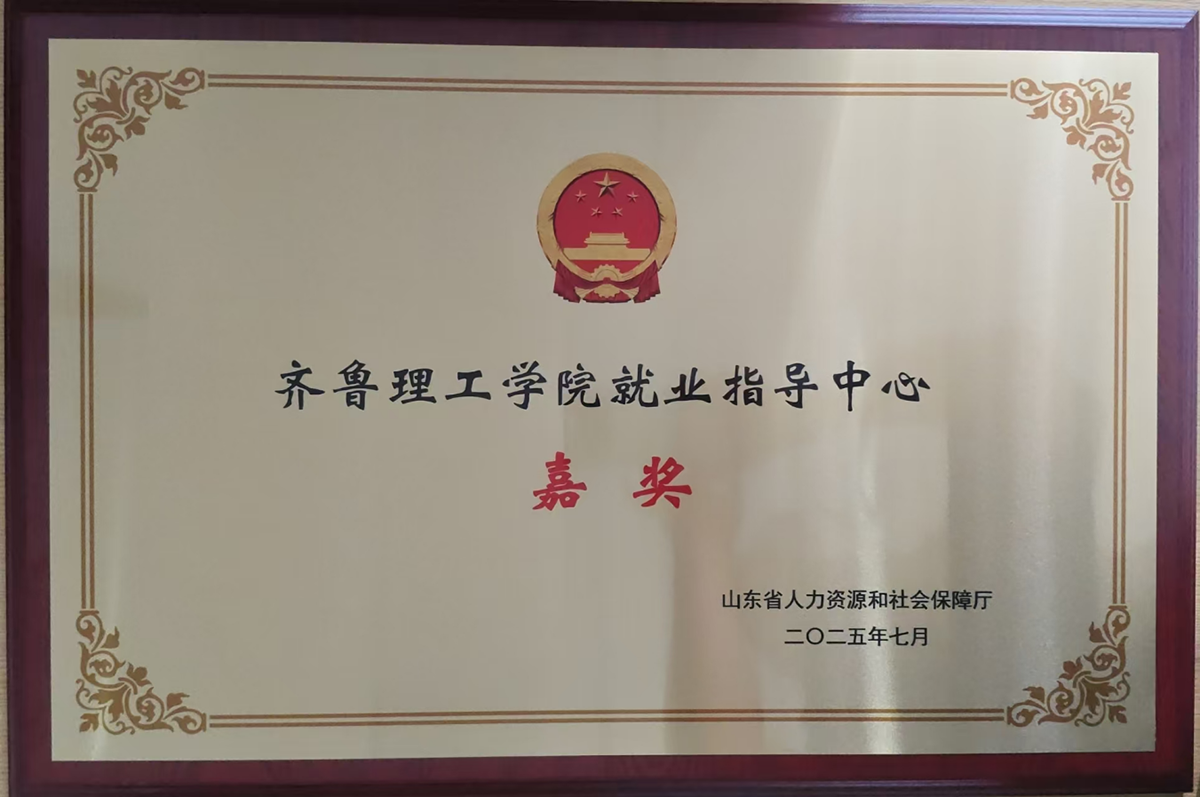 齐鲁理工学院就业指导中心
嘉奖
山东省人力资源和社会保障厅
二〇二五年七月